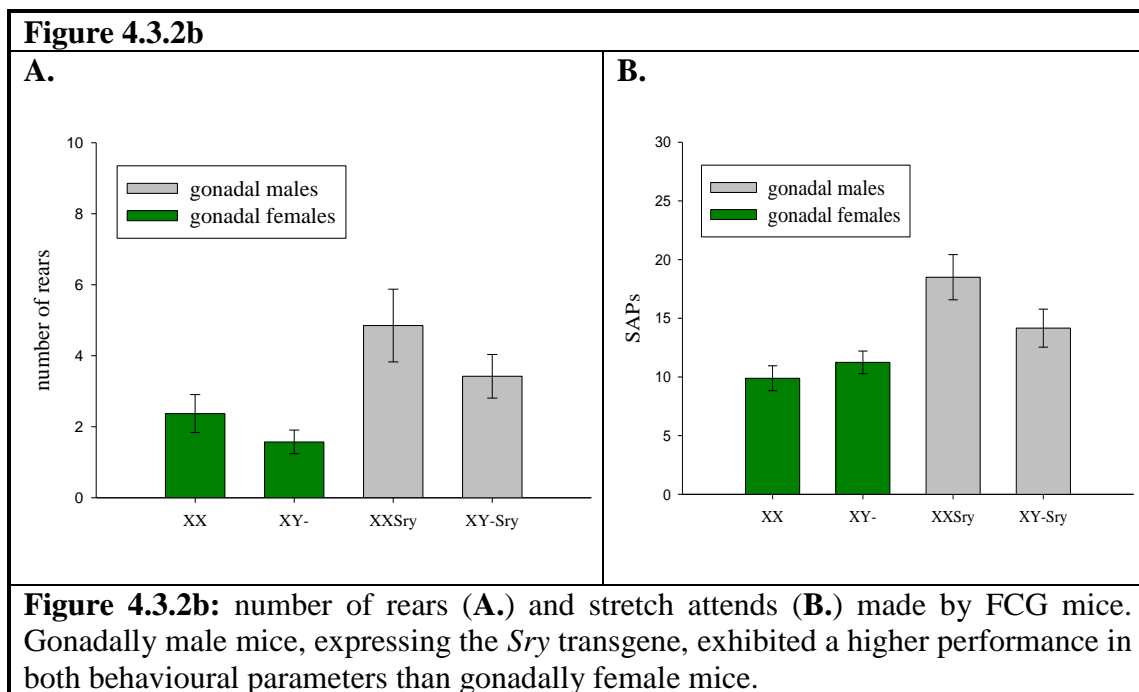 Figure 4.3.2b
A.
10
8
6
4
2
0
number of rears
gonadal males
gonadal females
XX XY- XXSry XY-Sry
B.
30
25
20
15
10
5
0
SAPs
gonadal males
gonadal females
XX XY- XXSry XY-Sry
Figure 4.3.2b: number of rears (A.) and stretch attends (B.) made by FCG mice.
Gonadally male mice, expressing the Sry transgene, exhibited a higher performance in
both behavioural parameters than gonadally female mice.